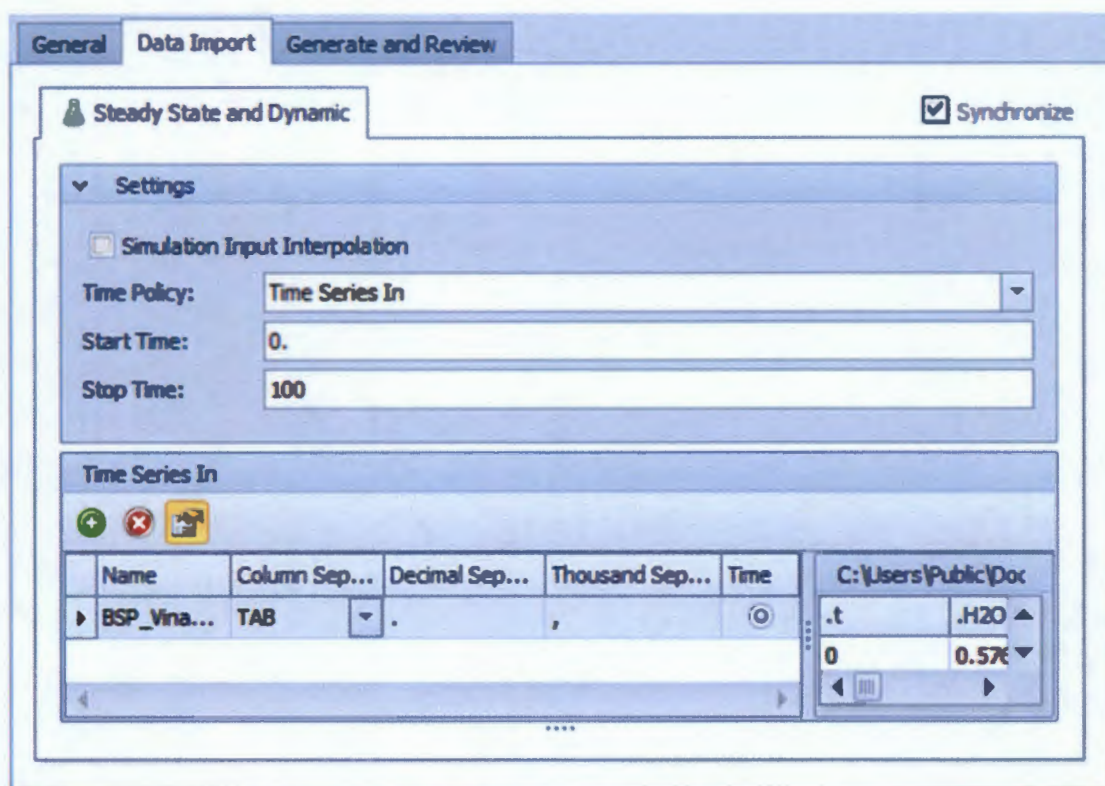 General Data Import Generate and Review
Steady State and Dynamic Synchronize
Settings
Simulation Input Interpolation
Time Policy: Time Series In
Start Time: 0.
Stop Time: 100
Time Series In
Name Column Sep... Decimal Sep... Thousand Sep... Time C:\Users\Public\Doc
BSP_Vina... TAB . , .t .H2O
0 0.576